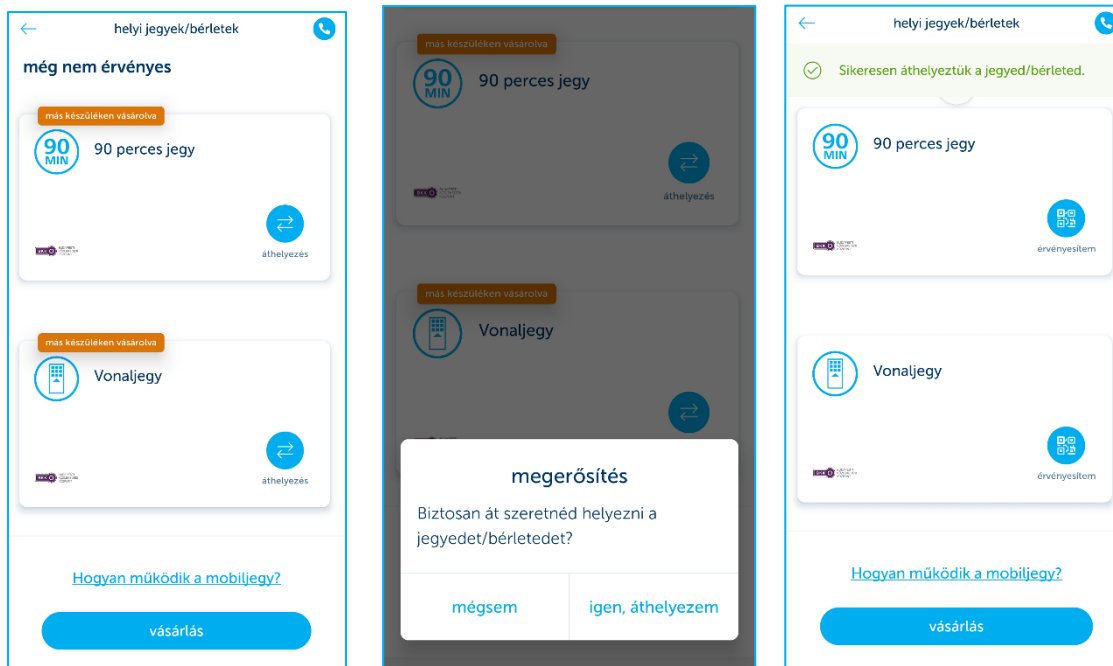 helyi jegyek/bérletek
még nem érvényes
más készüléken vásárolva
90
MIN
90 perces jegy
áthelyezés
más készüléken vásárolva
Vonaljegy
áthelyezés
Hogyan működik a mobiljegy?
vásárlás
más készüléken vásárolva
90
MIN
90 perces jegy
áthelyezés
más készüléken vásárolva
Vonaljegy
megerősítés
Biztosan át szeretnéd helyezni a
jegyedet/bérletedet?
mégsem
igen, áthelyezem
helyi jegyek/bérletek
Sikeresen áthelyeztük a jegyed/bérleted.
90
MIN
90 perces jegy
érvényesítem
Vonaljegy
érvényesítem
Hogyan működik a mobiljegy?
vásárlás